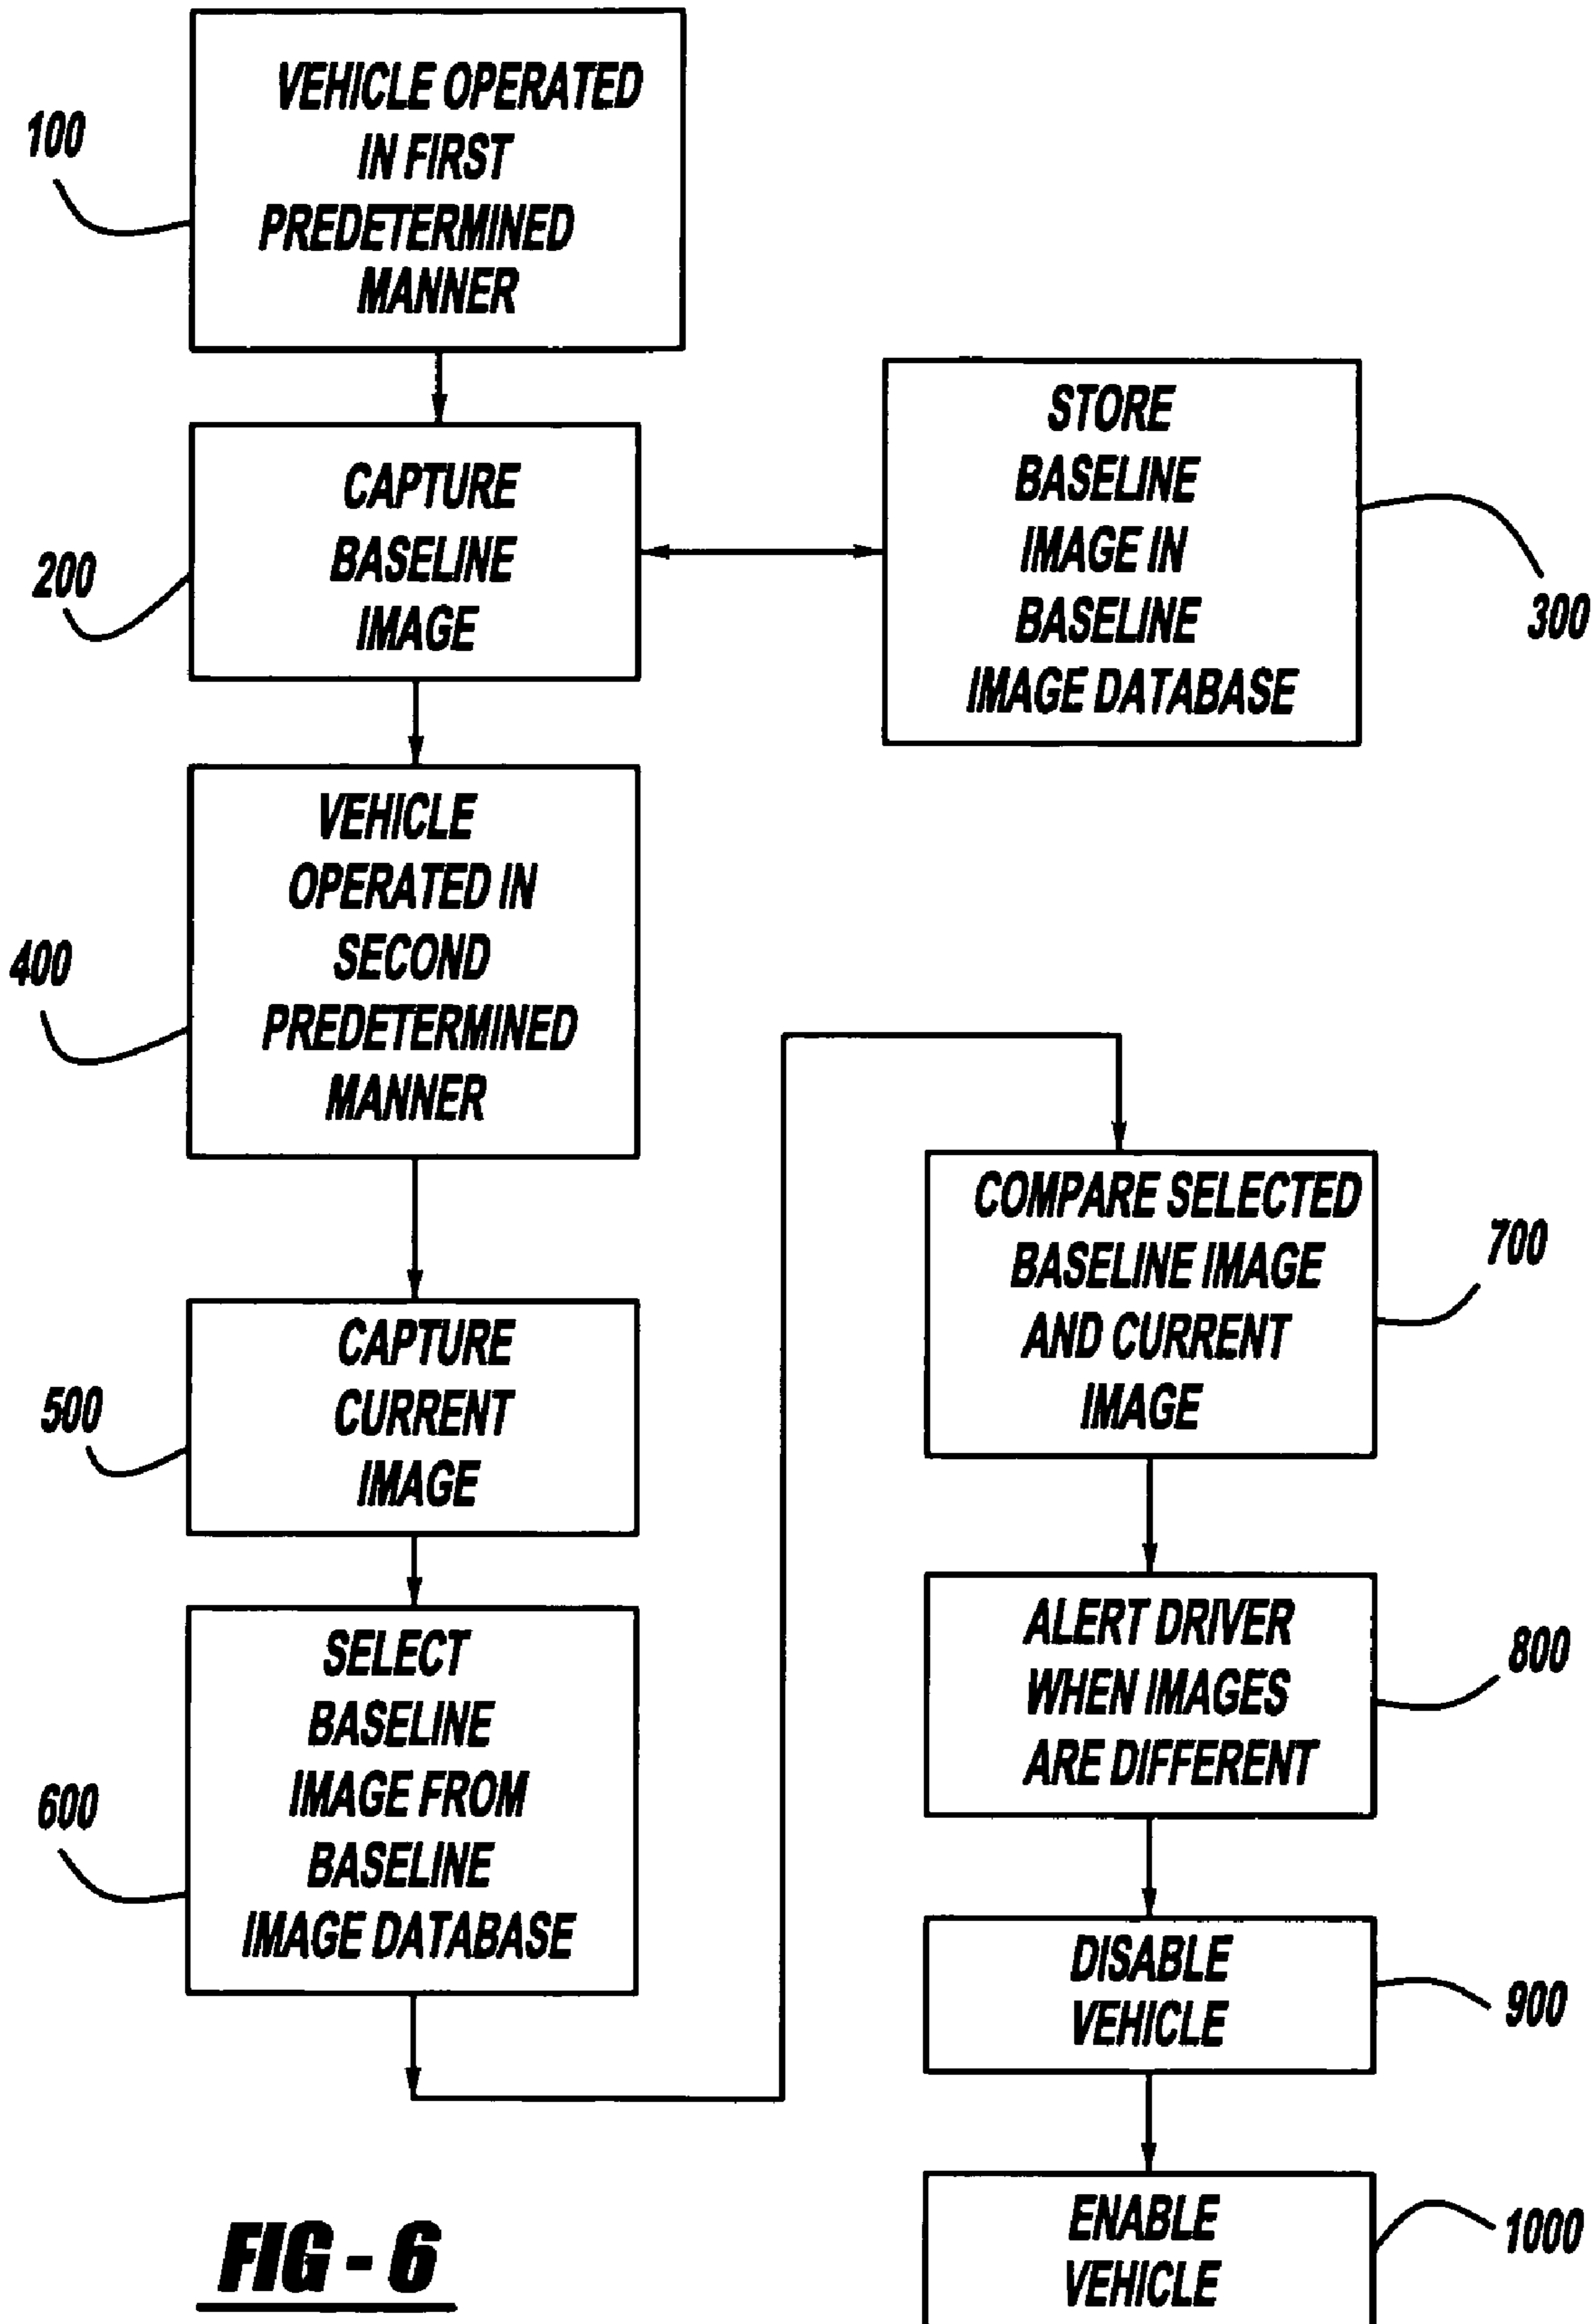 VEHICLE OPERATED
IN FIRST
PREDETERMINED
MANNER
100
CAPTURE
BASELINE
IMAGE
200
STORE
BASELINE
IMAGE IN
BASELINE
IMAGE DATABASE
300
VEHICLE
OPERATED IN
SECOND
PREDETERMINED
MANNER
400
CAPTURE
CURRENT
IMAGE
500
SELECT
BASELINE
IMAGE FROM
BASELINE
IMAGE DATABASE
600
COMPARE SELECTED
BASELINE IMAGE
AND CURRENT
IMAGE
700
ALERT DRIVER
WHEN IMAGES
ARE DIFFERENT
800
DISABLE
VEHICLE
900
ENABLE
VEHICLE
1000
FIG - 6